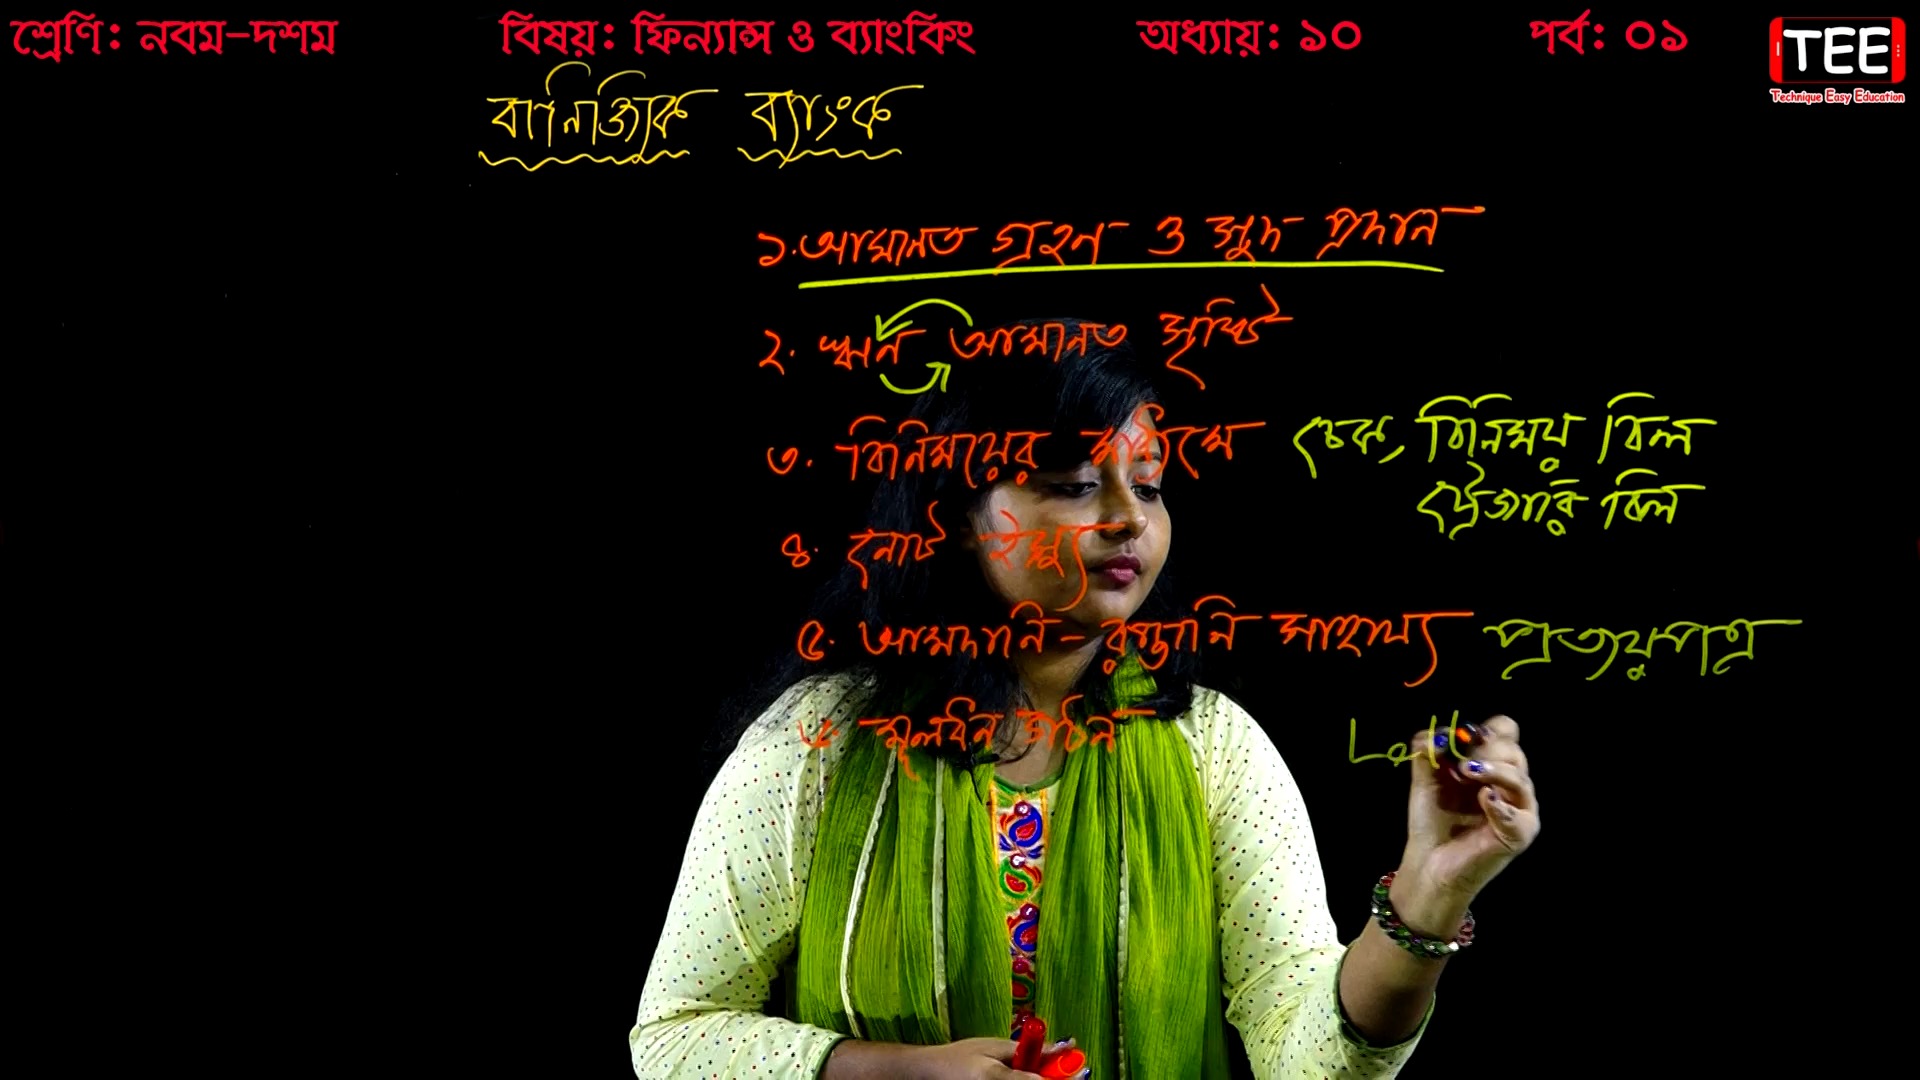 শ্রেণি: নবম-দশম
বিষয়: ফিন্যান্স ও ব্যাংকিং
অধ্যায়: ১০
পর্ব: ০১
TEE
Technique Easy Education
বাণিজ্যিক ব্যাংক
১. আমানত গ্রহণ ও সুদ প্রদান
২. ঋণ আমানত সৃষ্টি
৩. বিনিময়ের মাধ্যমে চেক, বিনিময় বিল
ট্রেজারি বিল
৪. নোট ইস্যু
৫. আমদানি-রপ্তানি সাহায্য প্রত্যয়পত্র
৬. মূলধন গঠন
Lett